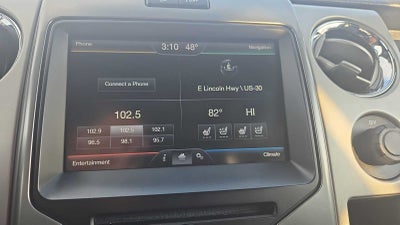 Phone
3:10 48°
Navigation
Connect a Phone
E Lincoln Hwy \ US-30
102.5
82° HI
102.9 102.5 102.1
96.5 98.1 95.7
Entertainment
i
Climate